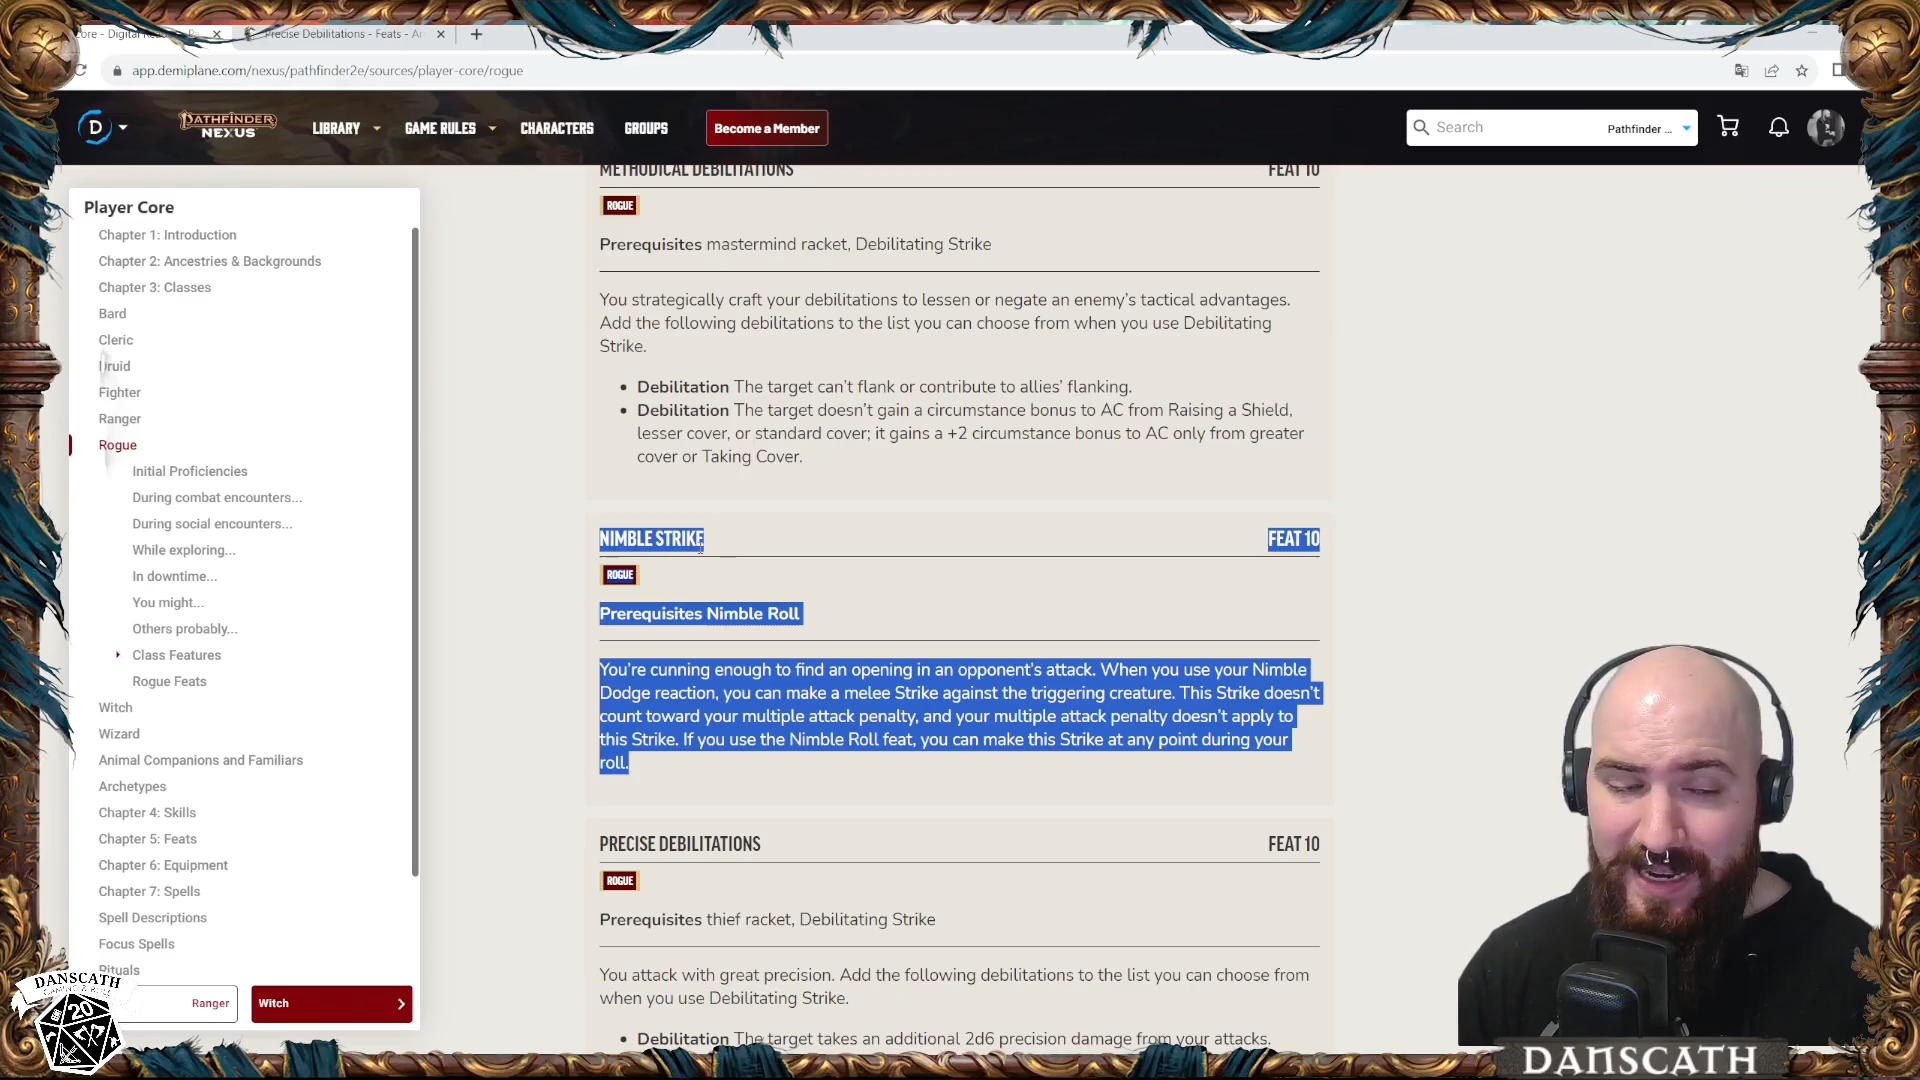 Precise Debilitations - Feats - Ar
app.demiplane.com/nexus/pathfinder2e/sources/player-core/rogue
D
PATHFINDER
NEXUS
LIBRARY
GAME RULES
CHARACTERS
GROUPS
Become a Member
Search
Pathfinder ...
Player Core
Chapter 1: Introduction
Chapter 2: Ancestries & Backgrounds
Chapter 3: Classes
Bard
Cleric
Druid
Fighter
Ranger
Rogue
Initial Proficiencies
During combat encounters...
During social encounters...
While exploring...
In downtime...
You might...
Others probably...
Class Features
Rogue Feats
Witch
Wizard
Animal Companions and Familiars
Archetypes
Chapter 4: Skills
Chapter 5: Feats
Chapter 6: Equipment
Chapter 7: Spells
Spell Descriptions
Focus Spells
Rituals
Ranger
Witch
METHODICAL DEBILITATIONS FEAT 10
ROGUE
Prerequisites mastermind racket, Debilitating Strike
You strategically craft your debilitations to lessen or negate an enemy's tactical advantages.
Add the following debilitations to the list you can choose from when you use Debilitating
Strike.
Debilitation The target can't flank or contribute to allies' flanking.
Debilitation The target doesn't gain a circumstance bonus to AC from Raising a Shield,
lesser cover, or standard cover; it gains a +2 circumstance bonus to AC only from greater
cover or Taking Cover.
NIMBLE STRIKE FEAT 10
ROGUE
Prerequisites Nimble Roll
You're cunning enough to find an opening in an opponent's attack. When you use your Nimble
Dodge reaction, you can make a melee Strike against the triggering creature. This Strike doesn't
count toward your multiple attack penalty, and your multiple attack penalty doesn't apply to
this Strike. If you use the Nimble Roll feat, you can make this Strike at any point during your
roll.
PRECISE DEBILITATIONS FEAT 10
ROGUE
Prerequisites thief racket, Debilitating Strike
You attack with great precision. Add the following debilitations to the list you can choose from
when you use Debilitating Strike.
Debilitation The target takes an additional 2d6 precision damage from your attacks.
DANSCATH
GAMING & ROLL
20
DANSCATH